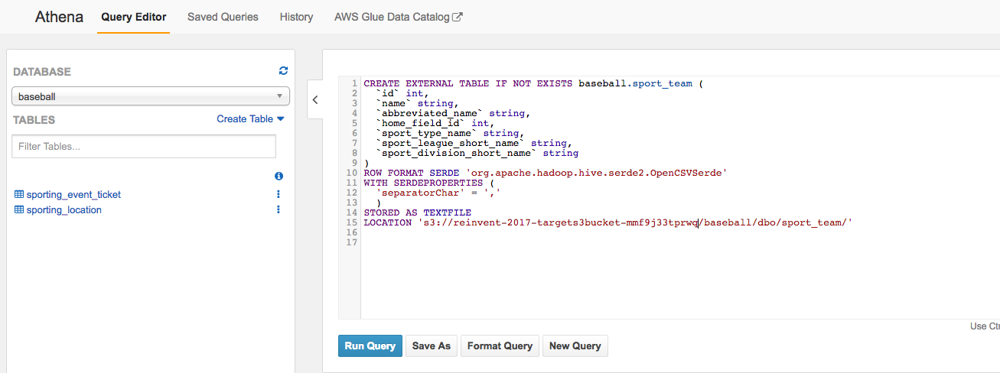 Athena Query Editor Saved Queries History AWS Glue Data Catalog
DATABASE
baseball
TABLES Create Table
Filter Tables...
sporting_event_ticket
sporting_location
1 CREATE EXTERNAL TABLE IF NOT EXISTS baseball.sport_team (
2 `id` int,
3 `name` string,
4 `abbreviated_name` string,
5 `home_field_id` int,
6 `sport_type_name` string,
7 `sport_league_short_name` string,
8 `sport_division_short_name` string
9 )
10 ROW FORMAT SERDE 'org.apache.hadoop.hive.serde2.OpenCSVSerde'
11 WITH SERDEPROPERTIES (
12 'separatorChar' = ','
13 )
14 STORED AS TEXTFILE
15 LOCATION 's3://reinvent-2017-targets3bucket-mmf9j33tprwq/baseball/dbo/sport_team/'
16
17
Use Ctr
Run Query Save As Format Query New Query